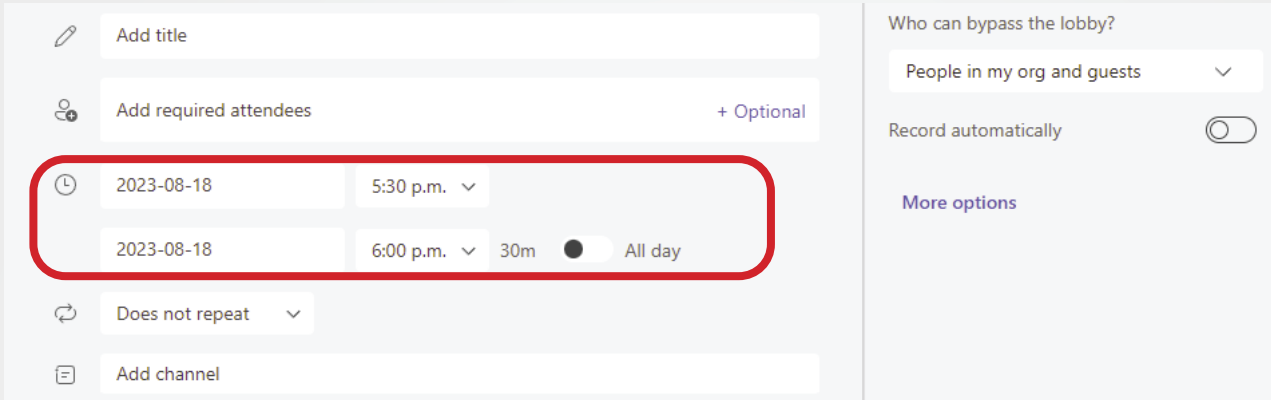 Add title
Add required attendees + Optional
2023-08-18 5:30 p.m.
2023-08-18 6:00 p.m. 30m All day
Does not repeat
Add channel
Who can bypass the lobby?
People in my org and guests
Record automatically
More options